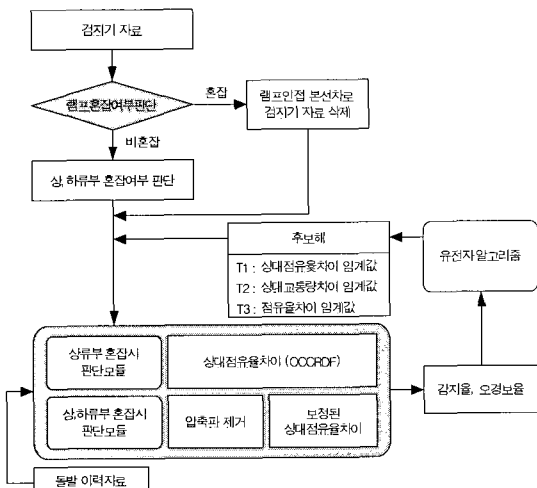 검지기 자료
램프혼잡여부판단
혼잡
램프인접 본선차로
검지기 자료 삭제
비혼잡
상, 하류부 혼잡여부 판단
후보해
T1 : 상대점유율차이 임계값
T2 : 상대교통량차이 임계값
T3 : 점유율차이 임계값
유전자 알고리즘
상류부 혼잡시
판단모듈
상대점유율차이 (OCCRDF)
상,하류부 혼잡시
판단모듈
압축파 제거
보정된
상대점유율차이
감지율, 오경보율
돌발 이력자료